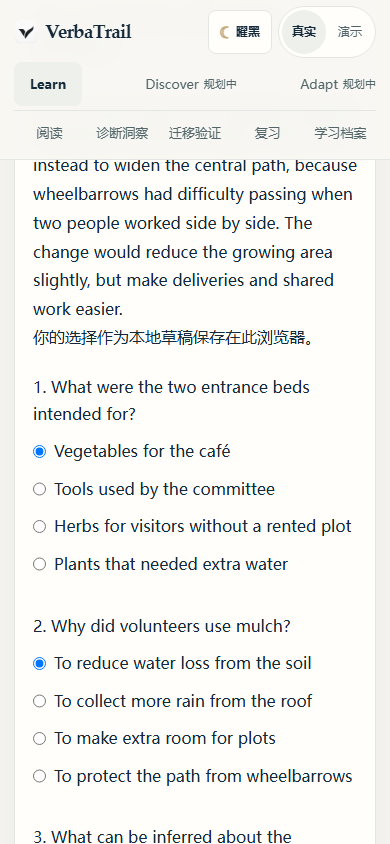 VerbaTrail
曜黑
真实
演示
Learn
Discover 规划中
Adapt 规划中
阅读
诊断洞察
迁移验证
复习
学习档案
instead to widen the central path, because
wheelbarrows had difficulty passing when
two people worked side by side. The
change would reduce the growing area
slightly, but make deliveries and shared
work easier.
你的选择作为本地草稿保存在此浏览器。
1. What were the two entrance beds
intended for?
Vegetables for the café
Tools used by the committee
Herbs for visitors without a rented plot
Plants that needed extra water
2. Why did volunteers use mulch?
To reduce water loss from the soil
To collect more rain from the roof
To make extra room for plots
To protect the path from wheelbarrows
3. What can be inferred about the